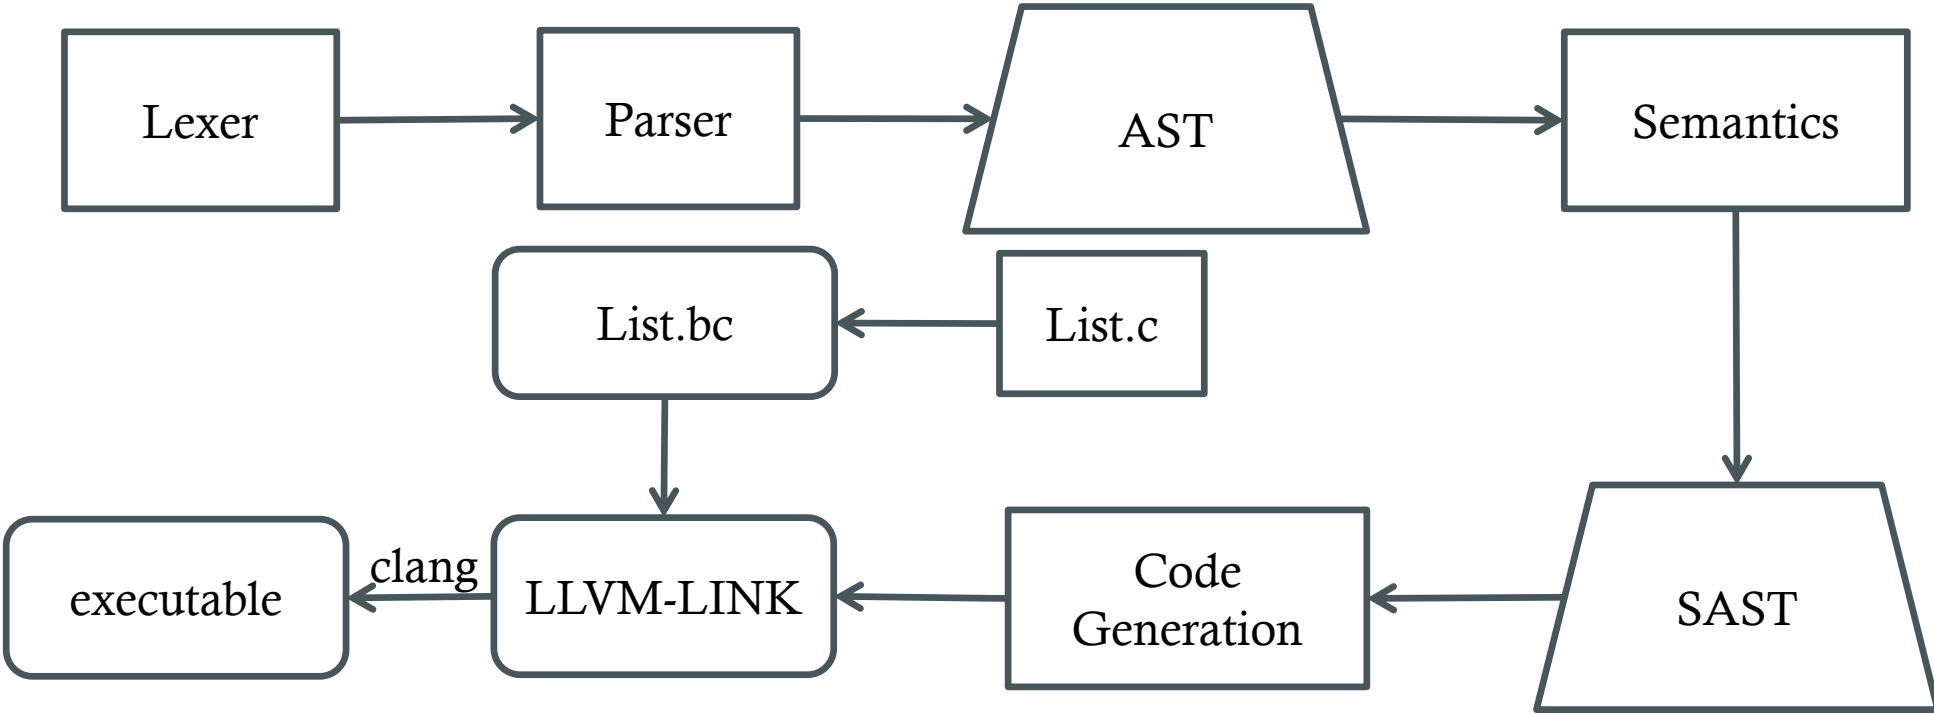 Lexer
Parser
AST
Semantics
List.bc
List.c
executable
clang
LLVM-LINK
Code
Generation
SAST